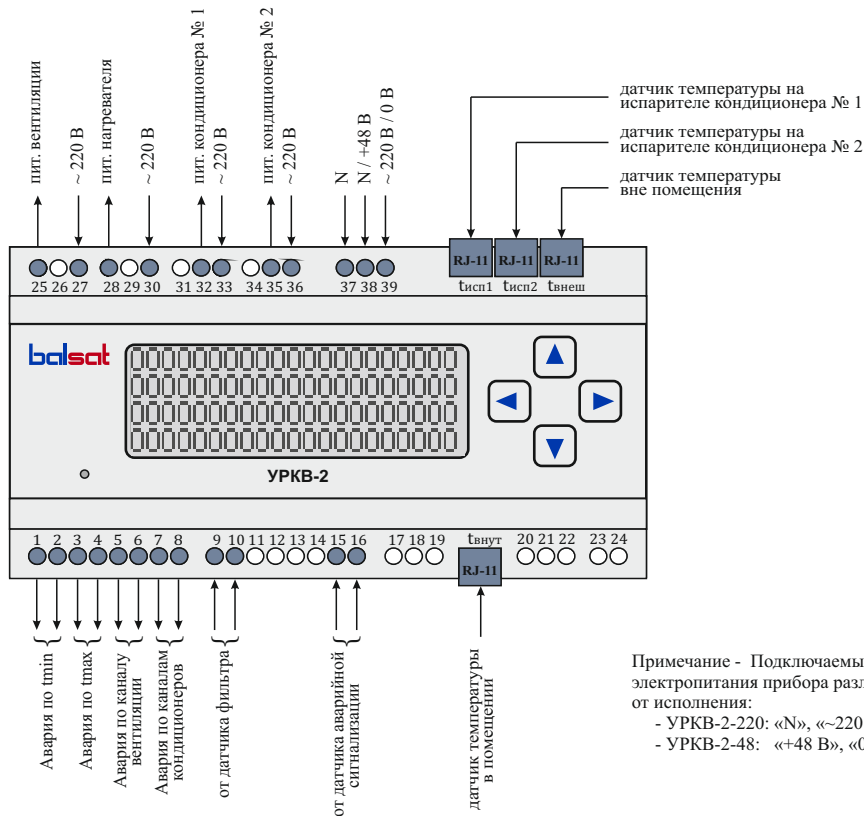 пит. вентиляции
~ 220 В
пит. нагревателя
~ 220 В
пит. кондиционера № 1
~ 220 В
пит. кондиционера № 2
~ 220 В
N
N / +48 В
~ 220 В / 0 В
датчик температуры на
испарителе кондиционера № 1
датчик температуры на
испарителе кондиционера № 2
датчик температуры
вне помещения
RJ-11 RJ-11 RJ-11
25 26 27 28 29 30 31 32 33 34 35 36 37 38 39 tисп1 tисп2 tвнеш
balsat
УРКВ-2
1 2 3 4 5 6 7 8 9 10 11 12 13 14 15 16 17 18 19 tвнут 20 21 22 23 24
RJ-11
Авария по tmin
Авария по tmax
Авария по каналу
вентиляции
Авария по каналам
кондиционеров
от датчика фильтра
от датчика аварийной
сигнализации
датчик температуры
в помещении
Примечание - Подключаемы
электропитания прибора разл
от исполнения:
- УРКВ-2-220: «N», «~220
- УРКВ-2-48: «+48 В», «0